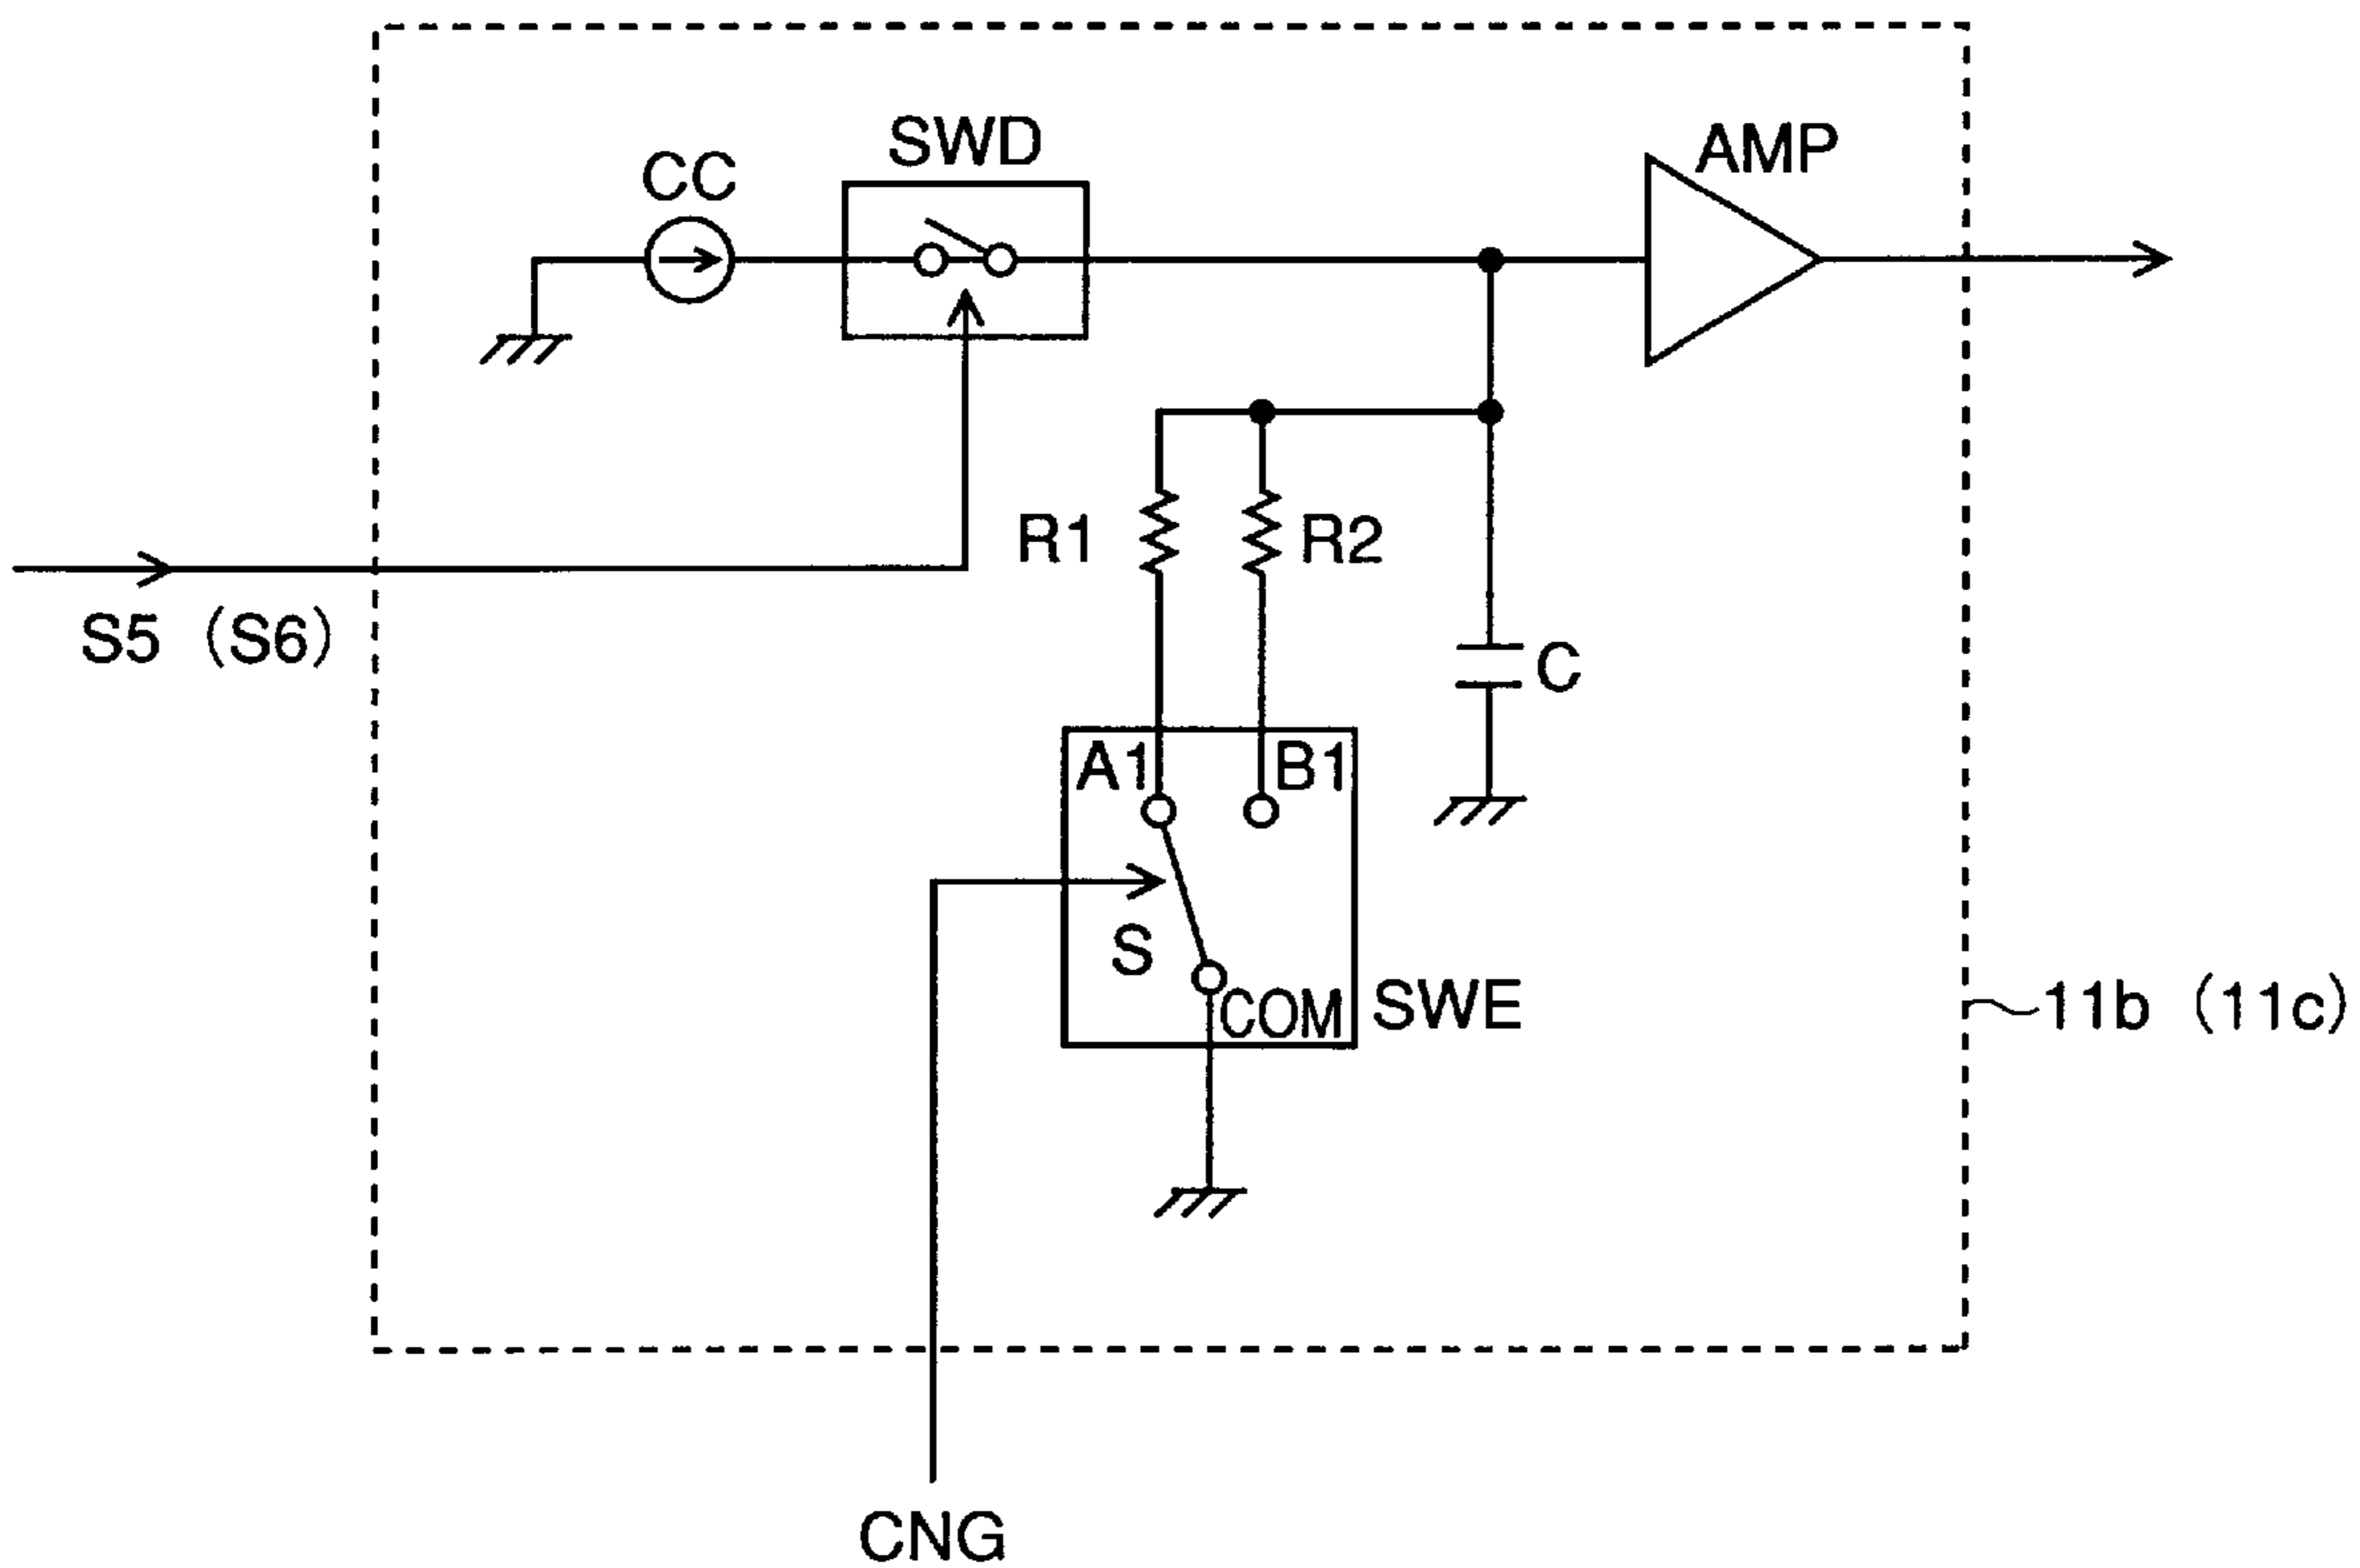 SWD
AMP
CC
R1
R2
S5 (S6)
C
A1
B1
S
COM
SWE
11b (11c)
CNG